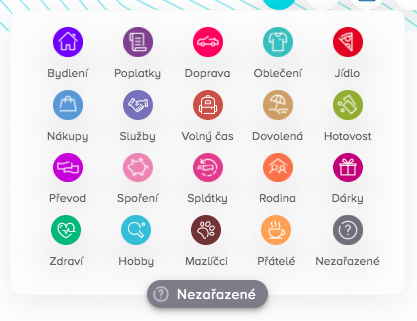 Bydlení Poplatky Doprava Oblečení Jídlo
Nákupy Služby Volný čas Dovolená Hotovost
Převod Spoření Splátky Rodina Dárky
Zdraví Hobby Mazlíčci Přátelé Nezařazené
Nezařazené